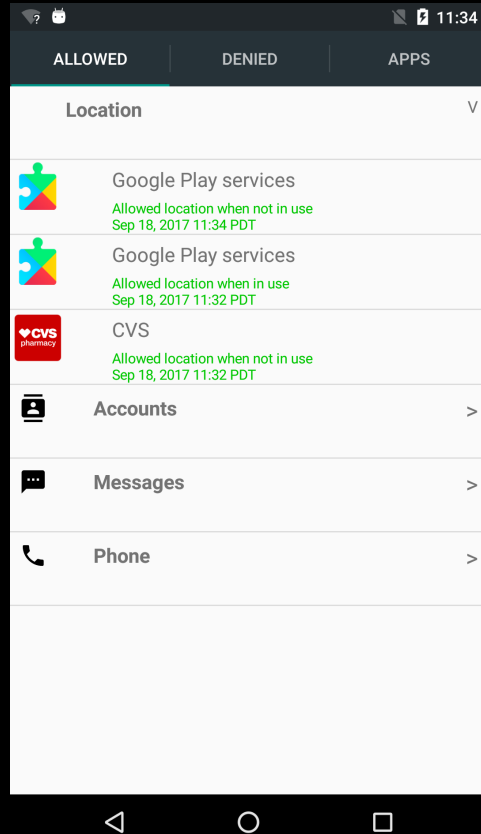 11:34
ALLOWED DENIED APPS
Location V
Google Play services
Allowed location when not in use
Sep 18, 2017 11:34 PDT
Google Play services
Allowed location when in use
Sep 18, 2017 11:32 PDT
CVS pharmacy
CVS
Allowed location when not in use
Sep 18, 2017 11:32 PDT
Accounts >
Messages >
Phone >